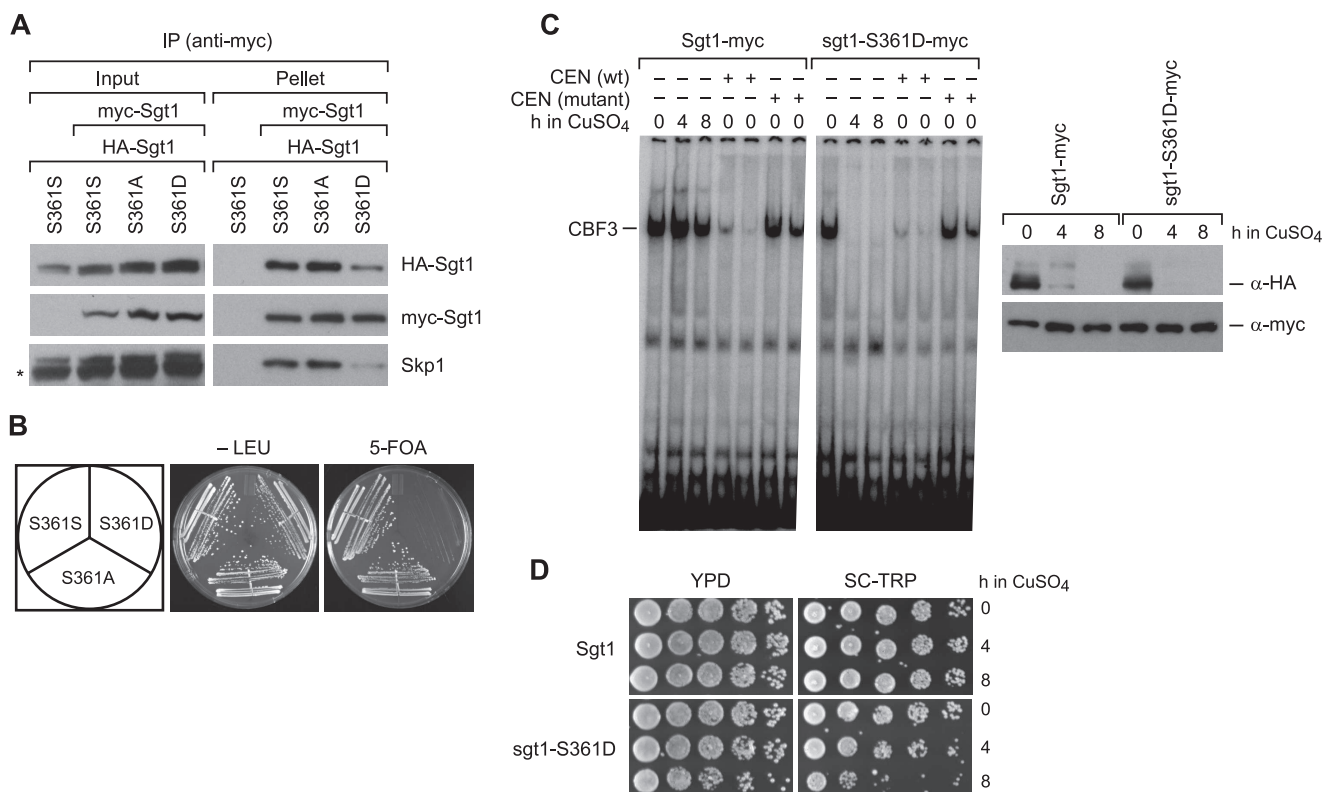 A
IP (anti-myc)
Input Pellet
myc-Sgt1 myc-Sgt1
HA-Sgt1 HA-Sgt1
S361S S361S S361A S361D S361S S361S S361A S361D
HA-Sgt1
myc-Sgt1
Skp1
*
B
– LEU 5-FOA
S361S S361D
S361A
C
Sgt1-myc sgt1-S361D-myc
CEN (wt) – – – + + – – – – – + + – –
CEN (mutant) – – – – – + + – – – – – + +
h in CuSO4 0 4 8 0 0 0 0 0 4 8 0 0 0 0
CBF3 –
Sgt1-myc sgt1-S361D-myc
0 4 8 0 4 8 h in CuSO4
– α-HA
– α-myc
D
YPD SC-TRP h in CuSO4
Sgt1
0
4
8
sgt1-S361D
0
4
8